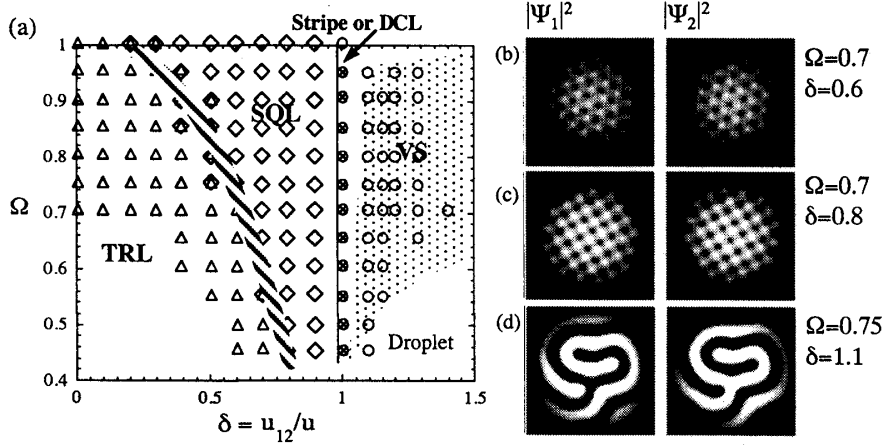 (a)
Stripe or DCL
SQL
VS
TRL
Droplet
Ω
1
0.9
0.8
0.7
0.6
0.5
0.4
0
0.5
1
1.5
δ = u₁₂/u
|Ψ₁|²
|Ψ₂|²
(b)
Ω=0.7
δ=0.6
(c)
Ω=0.7
δ=0.8
(d)
Ω=0.75
δ=1.1